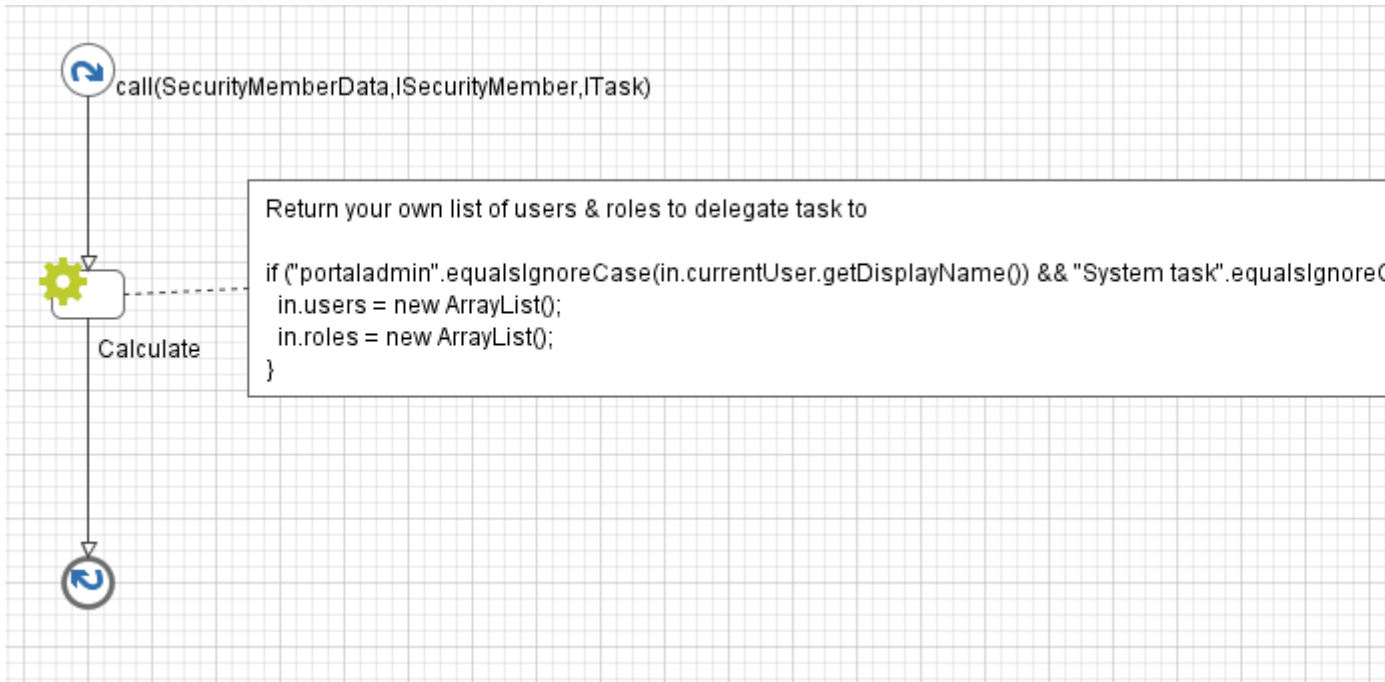 call(SecurityMemberData,ISecurityMember,ITask)
Return your own list of users & roles to delegate task to
if ("portaladmin".equalsIgnoreCase(in.currentUser.getDisplayName()) && "System task".equalsIgnore
in.users = new ArrayList();
in.roles = new ArrayList();
}
Calculate